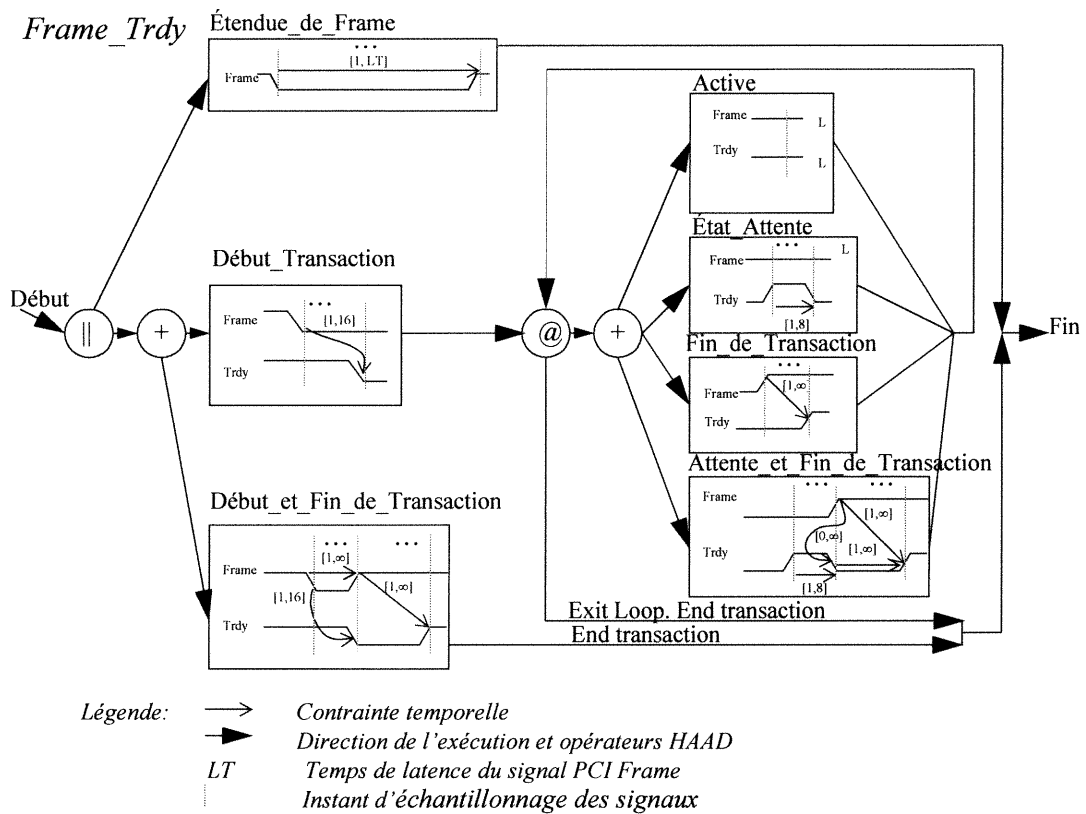 Frame_Trdy
Étendue_de_Frame
• • •
[1, LT]
Frame
Active
Frame
L
Trdy
L
État_Attente
• • •
L
Frame
Trdy
[1,8]
Début_Transaction
• • •
[1,16]
Frame
Trdy
Début
||
+
@
+
Fin
Fin_de_Transaction
• • •
[1,∞
Frame
Trdy
Attente_et_Fin_de_Transaction
• • • • • •
Frame
[1,∞]
[0,∞]
[1,∞]
Trdy
[1,8]
Début_et_Fin_de_Transaction
• • • • • •
[1,∞]
Frame
[1,∞]
[1,16]
Trdy
Exit Loop. End transaction
End transaction
Légende:
Contrainte temporelle
Direction de l'exécution et opérateurs HAAD
LT Temps de latence du signal PCI Frame
Instant d'échantillonnage des signaux